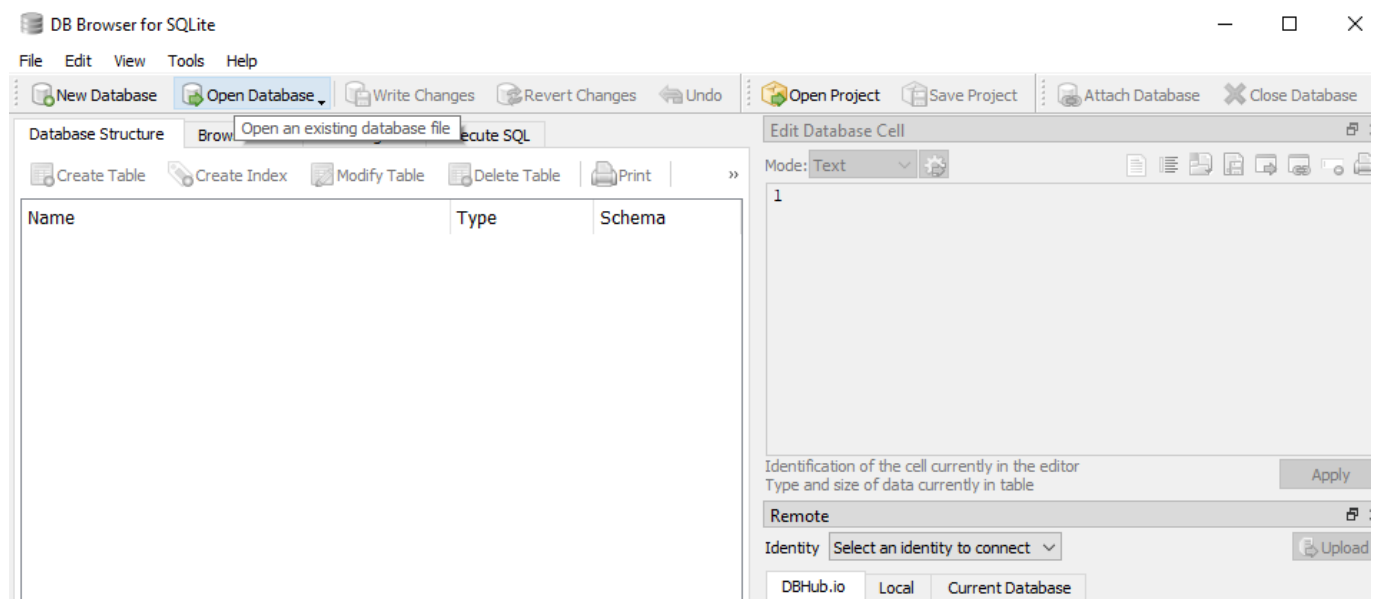 DB Browser for SQLite
File Edit View Tools Help
New Database Open Database Write Changes Revert Changes Undo Open Project Save Project Attach Database Close Database
Database Structure Brow Open an existing database file ecute SQL Edit Database Cell
Create Table Create Index Modify Table Delete Table Print » Mode: Text
1
Name Type Schema
Identification of the cell currently in the editor
Type and size of data currently in table
Apply
Remote
Identity Select an identity to connect Upload
DBHub.io Local Current Database